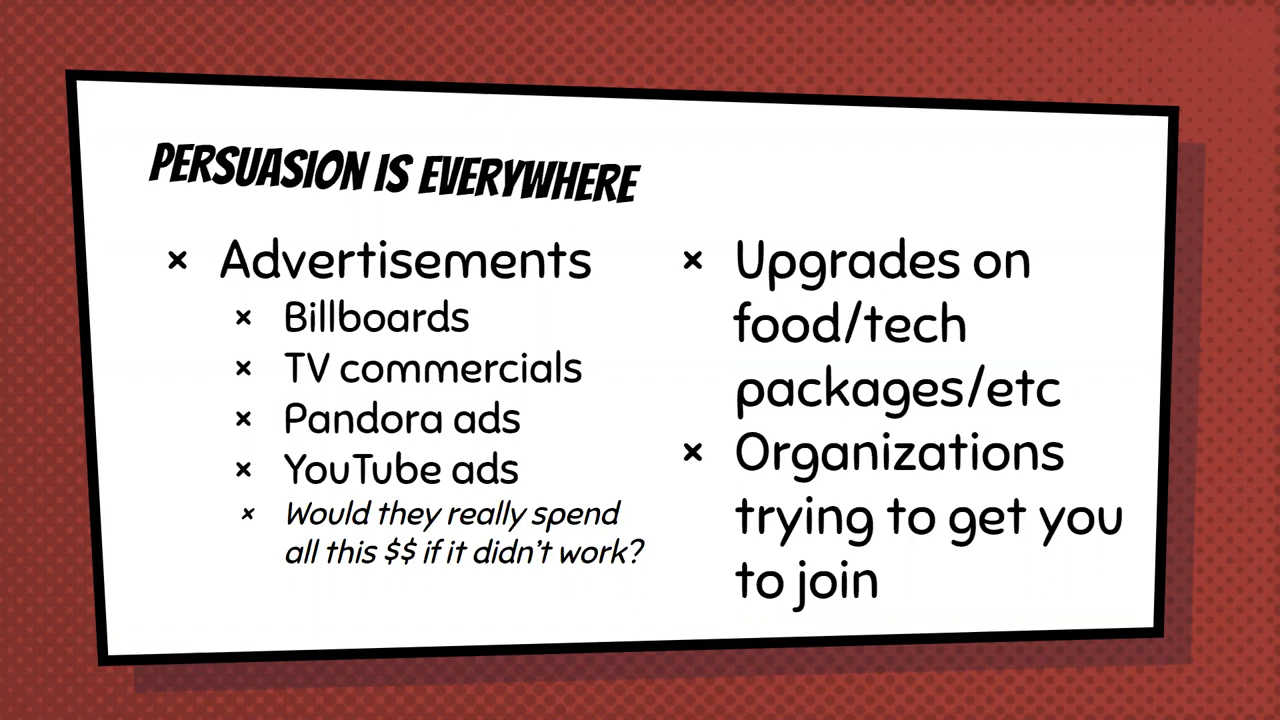 PERSUASION IS EVERYWHERE
× Advertisements
× Billboards
× TV commercials
× Pandora ads
× YouTube ads
× Would they really spend
all this $$ if it didn't work?
× Upgrades on
food/tech
packages/etc
× Organizations
trying to get you
to join